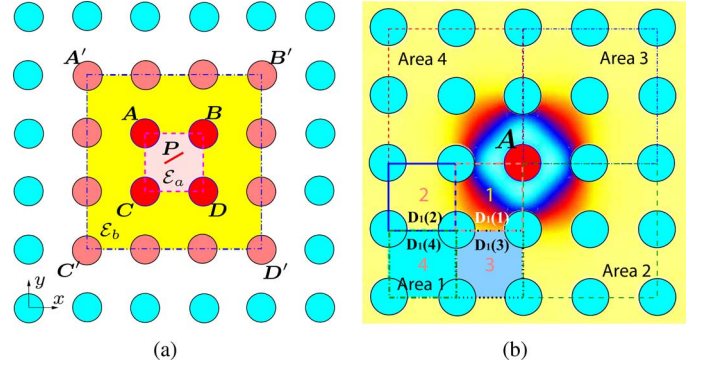 A′ B′
A B
P
ℰa
C D
ℰb
C′ D′
y
x
(a)
Area 4 Area 3
A
2 1
D1(2) D1(1)
D1(4) D1(3)
4 3
Area 1 Area 2
(b)